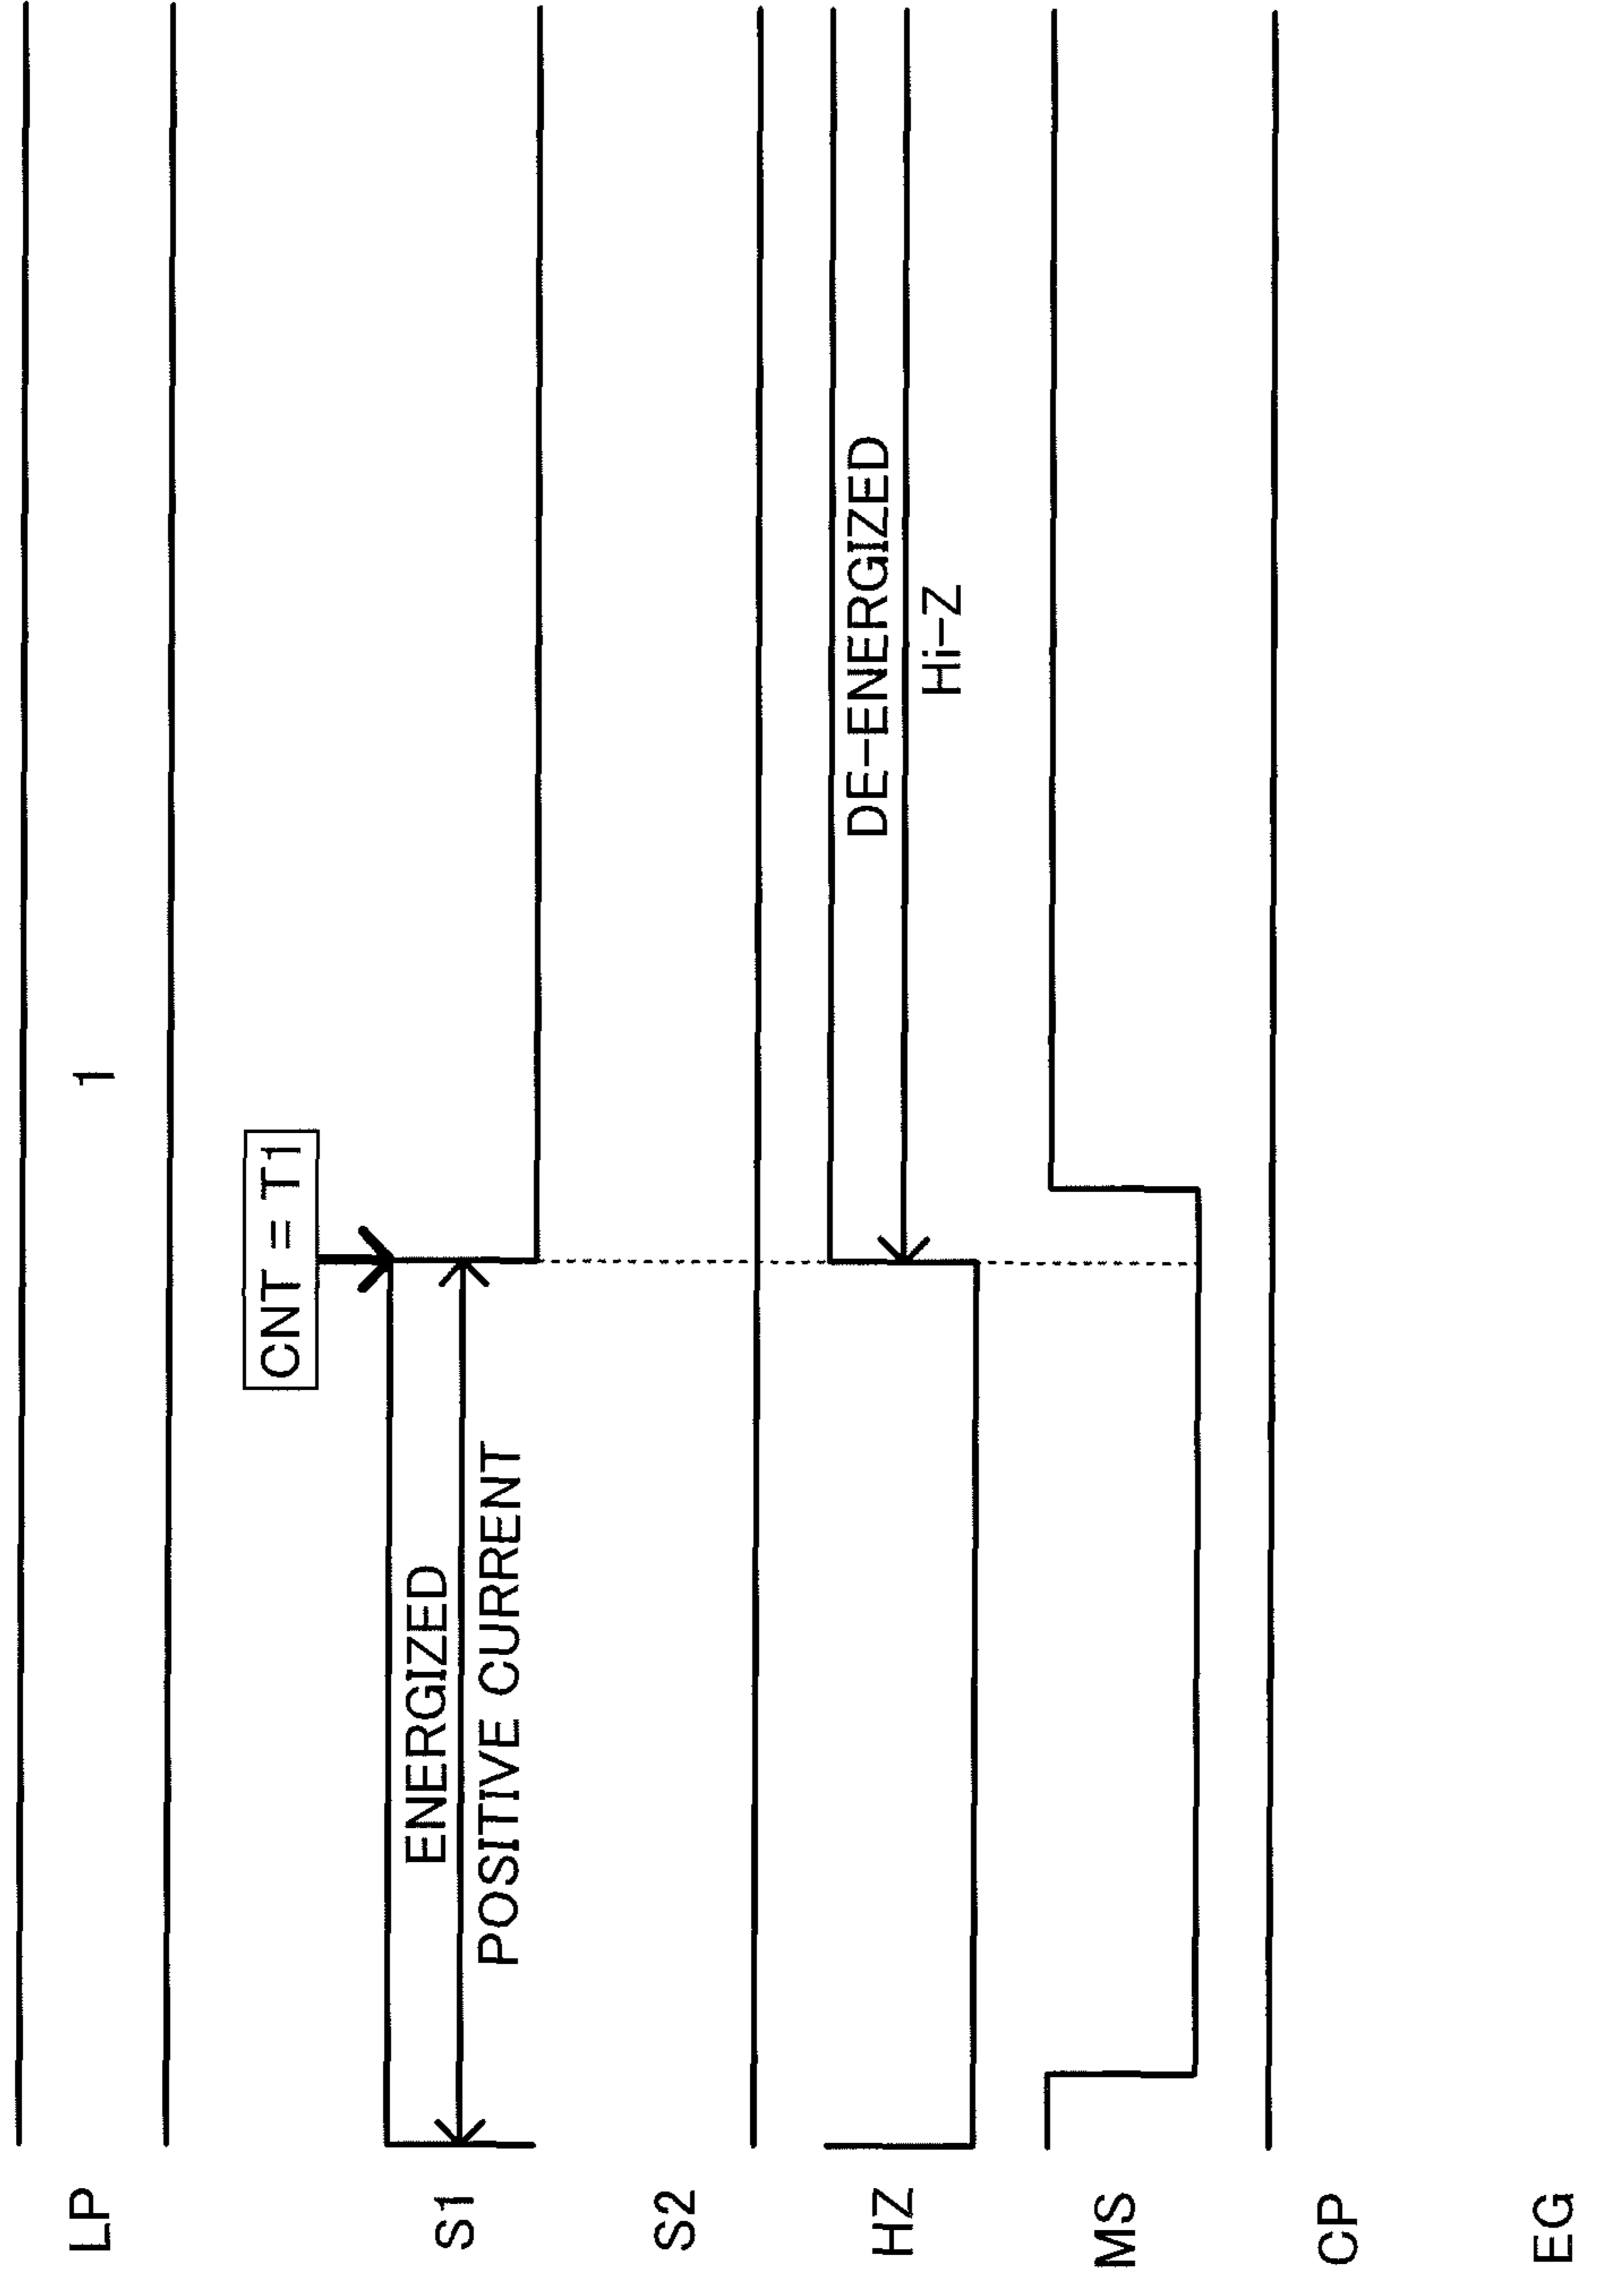 LP
1
CNT = T1
S1
ENERGIZED
POSITIVE CURRENT
S2
HZ
DE-ENERGIZED
Hi-Z
MS
CP
EG